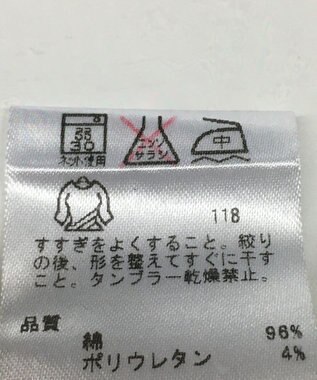 弱
30
ネット使用
エンソ
サラシ
中
118
すすぎをよくすること。絞り
の後、形を整えてすぐに干す
こと。タンブラー乾燥禁止。
品質
綿 96%
ポリウレタン 4%